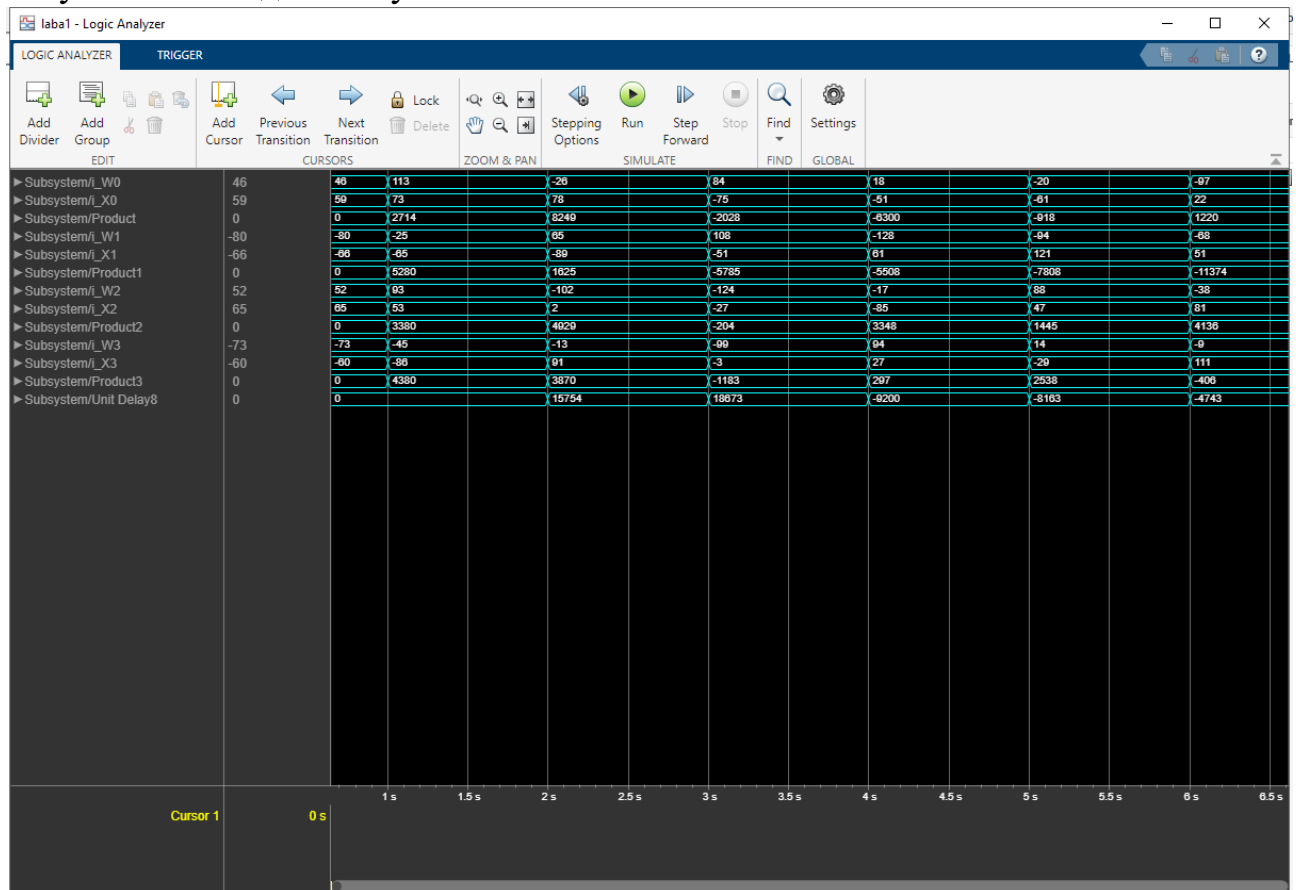 laba1 - Logic Analyzer
LOGIC ANALYZER TRIGGER
Add Divider
Add Group
Add Cursor
Previous Transition
Next Transition
Lock
Delete
Stepping Options
Run
Step Forward
Stop
Find
Settings
EDIT CURSORS ZOOM & PAN SIMULATE FIND GLOBAL
Subsystem/i_W0 46 46 113 -26 84 18 -20 -97
Subsystem/i_X0 59 59 73 78 -75 -51 -61 22
Subsystem/Product 0 0 2714 8249 -2028 -6300 -918 1220
Subsystem/i_W1 -80 -80 -25 65 108 -128 -94 -68
Subsystem/i_X1 -66 -66 -65 -89 -51 61 121 51
Subsystem/Product1 0 0 5280 1625 -5785 -5508 -7808 -11374
Subsystem/i_W2 52 52 93 -102 -124 -17 88 -38
Subsystem/i_X2 65 65 53 2 -27 -85 47 81
Subsystem/Product2 0 0 3380 4929 -204 3348 1445 4136
Subsystem/i_W3 -73 -73 -45 -13 -99 94 14 -9
Subsystem/i_X3 -60 -60 -86 91 -3 27 -29 111
Subsystem/Product3 0 0 4380 3870 -1183 297 2538 -406
Subsystem/Unit Delay8 0 0 15754 18673 -9200 -8163 -4743
1 s 1.5 s 2 s 2.5 s 3 s 3.5 s 4 s 4.5 s 5 s 5.5 s 6 s 6.5 s
Cursor 1 0 s